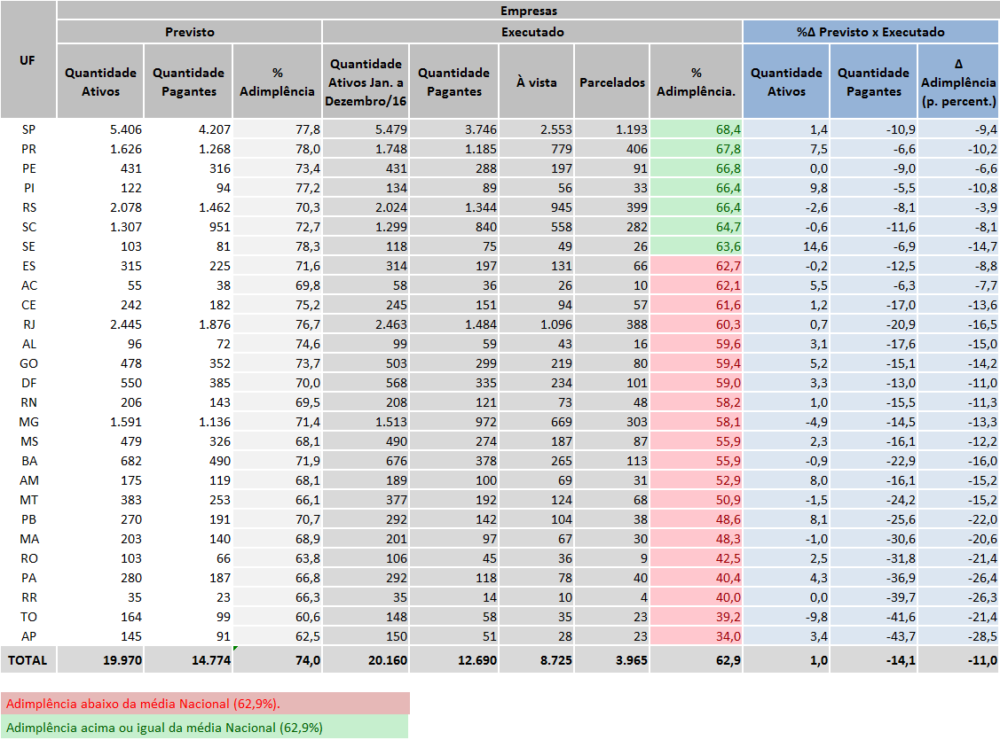 Empresas
Previsto Executado %Δ Previsto x Executado
UF Quantidade Ativos Quantidade Pagantes % Adimplência Quantidade Ativos Jan. a Dezembro/16 Quantidade Pagantes À vista Parcelados % Adimplência. Quantidade Ativos Quantidade Pagantes Δ Adimplência (p. percent.)
SP 5.406 4.207 77,8 5.479 3.746 2.553 1.193 68,4 1,4 -10,9 -9,4
PR 1.626 1.268 78,0 1.748 1.185 779 406 67,8 7,5 -6,6 -10,2
PE 431 316 73,4 431 288 197 91 66,8 0,0 -9,0 -6,6
PI 122 94 77,2 134 89 56 33 66,4 9,8 -5,5 -10,8
RS 2.078 1.462 70,3 2.024 1.344 945 399 66,4 -2,6 -8,1 -3,9
SC 1.307 951 72,7 1.299 840 558 282 64,7 -0,6 -11,6 -8,1
SE 103 81 78,3 118 75 49 26 63,6 14,6 -6,9 -14,7
ES 315 225 71,6 314 197 131 66 62,7 -0,2 -12,5 -8,8
AC 55 38 69,8 58 36 26 10 62,1 5,5 -6,3 -7,7
CE 242 182 75,2 245 151 94 57 61,6 1,2 -17,0 -13,6
RJ 2.445 1.876 76,7 2.463 1.484 1.096 388 60,3 0,7 -20,9 -16,5
AL 96 72 74,6 99 59 43 16 59,6 3,1 -17,6 -15,0
GO 478 352 73,7 503 299 219 80 59,4 5,2 -15,1 -14,2
DF 550 385 70,0 568 335 234 101 59,0 3,3 -13,0 -11,0
RN 206 143 69,5 208 121 73 48 58,2 1,0 -15,5 -11,3
MG 1.591 1.136 71,4 1.513 972 669 303 58,1 -4,9 -14,5 -13,3
MS 479 326 68,1 490 274 187 87 55,9 2,3 -16,1 -12,2
BA 682 490 71,9 676 378 265 113 55,9 -0,9 -22,9 -16,0
AM 175 119 68,1 189 100 69 31 52,9 8,0 -16,1 -15,2
MT 383 253 66,1 377 192 124 68 50,9 -1,5 -24,2 -15,2
PB 270 191 70,7 292 142 104 38 48,6 8,1 -25,6 -22,0
MA 203 140 68,9 201 97 67 30 48,3 -1,0 -30,6 -20,6
RO 103 66 63,8 106 45 36 9 42,5 2,5 -31,8 -21,4
PA 280 187 66,8 292 118 78 40 40,4 4,3 -36,9 -26,4
RR 35 23 66,3 35 14 10 4 40,0 0,0 -39,7 -26,3
TO 164 99 60,6 148 58 35 23 39,2 -9,8 -41,6 -21,4
AP 145 91 62,5 150 51 28 23 34,0 3,4 -43,7 -28,5
TOTAL 19.970 14.774 74,0 20.160 12.690 8.725 3.965 62,9 1,0 -14,1 -11,0
Adimplência abaixo da média Nacional (62,9%).
Adimplência acima ou igual da média Nacional (62,9%)